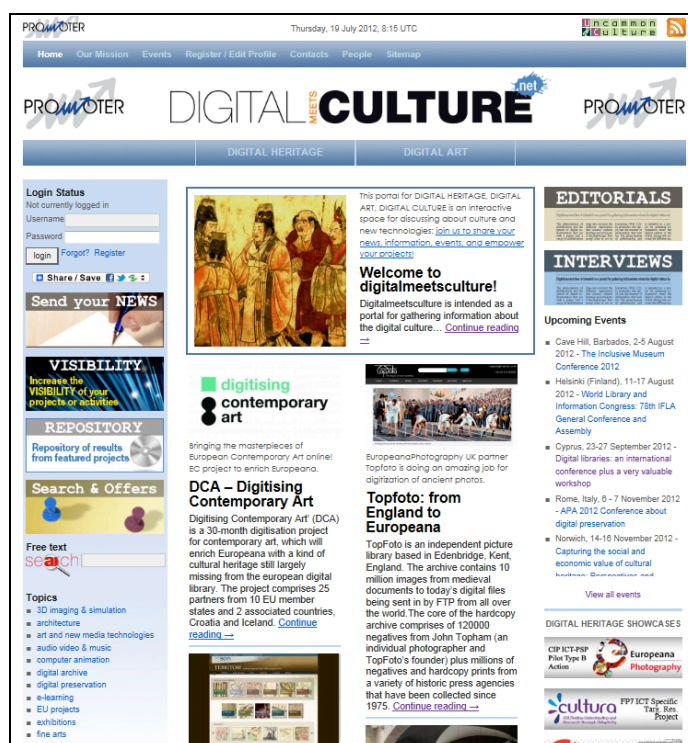 PROMOTER
Thursday, 19 July 2012, 8:15 UTC
Uncommon
Culture
Home Our Mission Events Register / Edit Profile Contacts People Sitemap
PROMOTER
DIGITAL MEETS CULTURE .net
PROMOTER
DIGITAL HERITAGE DIGITAL ART
Login Status
Not currently logged in
Username
Password
login Forgot? Register
Share / Save
Send your NEWS
VISIBILITY
Increase the
VISIBILITY of your
projects or activities
REPOSITORY
Repository of results
from featured projects
Search & Offers
Free text
search
Topics
3D imaging & simulation
architecture
art and new media technologies
audio video & music
computer animation
digital archive
digital preservation
e-learning
EU projects
exhibitions
fine arts
This portal for DIGITAL HERITAGE, DIGITAL
ART, DIGITAL CULTURE is an interactive
space for discussing about culture and
new technologies: join us to share your
news, information, events, and empower
your projects!
Welcome to
digitalmeetsculture!
Digitalmeetsculture is intended as a
portal for gathering information about
the digital culture… Continue reading
→
digitising
contemporary
art
Bringing the masterpieces of
European Contemporary Art online!
EC project to enrich Europeana.
DCA – Digitising
Contemporary Art
Digitising Contemporary Art' (DCA)
is a 30-month digitisation project
for contemporary art, which will
enrich Europeana with a kind of
cultural heritage still largely
missing from the european digital
library. The project comprises 25
partners from 10 EU member
states and 2 associated countries,
Croatia and Iceland. Continue
reading →
TopFoto
EuropeanaPhotography UK partner
Topfoto is doing an amazing job for
digitization of ancient photos.
Topfoto: from
England to
Europeana
TopFoto is an independent picture
library based in Edenbridge, Kent,
England. The archive contains 10
million images from medieval
documents to today's digital files
being sent in by FTP from all over
the world.The core of the hardcopy
archive comprises of 120000
negatives from John Topham (an
individual photographer and
TopFoto's founder) plus millions of
negatives and hardcopy prints from
a variety of historic press agencies
that have been collected since
1975. Continue reading →
EDITORIALS
INTERVIEWS
Upcoming Events
Cave Hill, Barbados, 2-5 August
2012 - The Inclusive Museum
Conference 2012
Helsinki (Finland), 11-17 August
2012 - World Library and
Information Congress: 78th IFLA
General Conference and
Assembly
Cyprus, 23-27 September 2012 -
Digital libraries: an international
conference plus a very valuable
workshop
Rome, Italy, 6 - 7 November 2012
- APA 2012 Conference about
digital preservation
Norwich, 14-16 November 2012 -
Capturing the social and
economic value of cultural
heritage: Perspectives and
View all events
DIGITAL HERITAGE SHOWCASES
CIP ICT-PSP
Pilot Type B
Action
Europeana
Photography
cultura
FP7 ICT Specific
Targ. Res.
Project